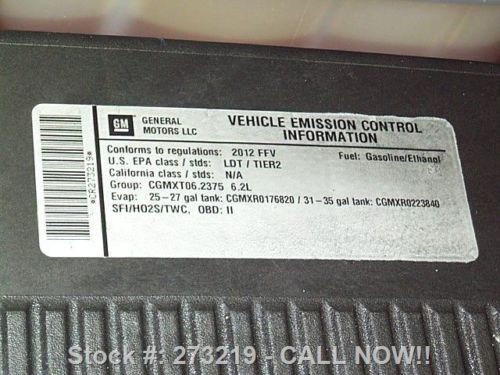 GM
GENERAL MOTORS LLC
VEHICLE EMISSION CONTROL INFORMATION
Conforms to regulations: 2012 FFV Fuel: Gasoline/Ethanol
U.S. EPA class / stds: LDT / TIER2
California class / stds: N/A
Group: CGMXT06.2375 6.2L
Evap: 25-27 gal tank: CGMXR0176820 / 31-35 gal tank: CGMXR0223840
SFI/HO2S/TWC, OBD: II
*CR273219*
Stock #: 273219 - CALL NOW!!